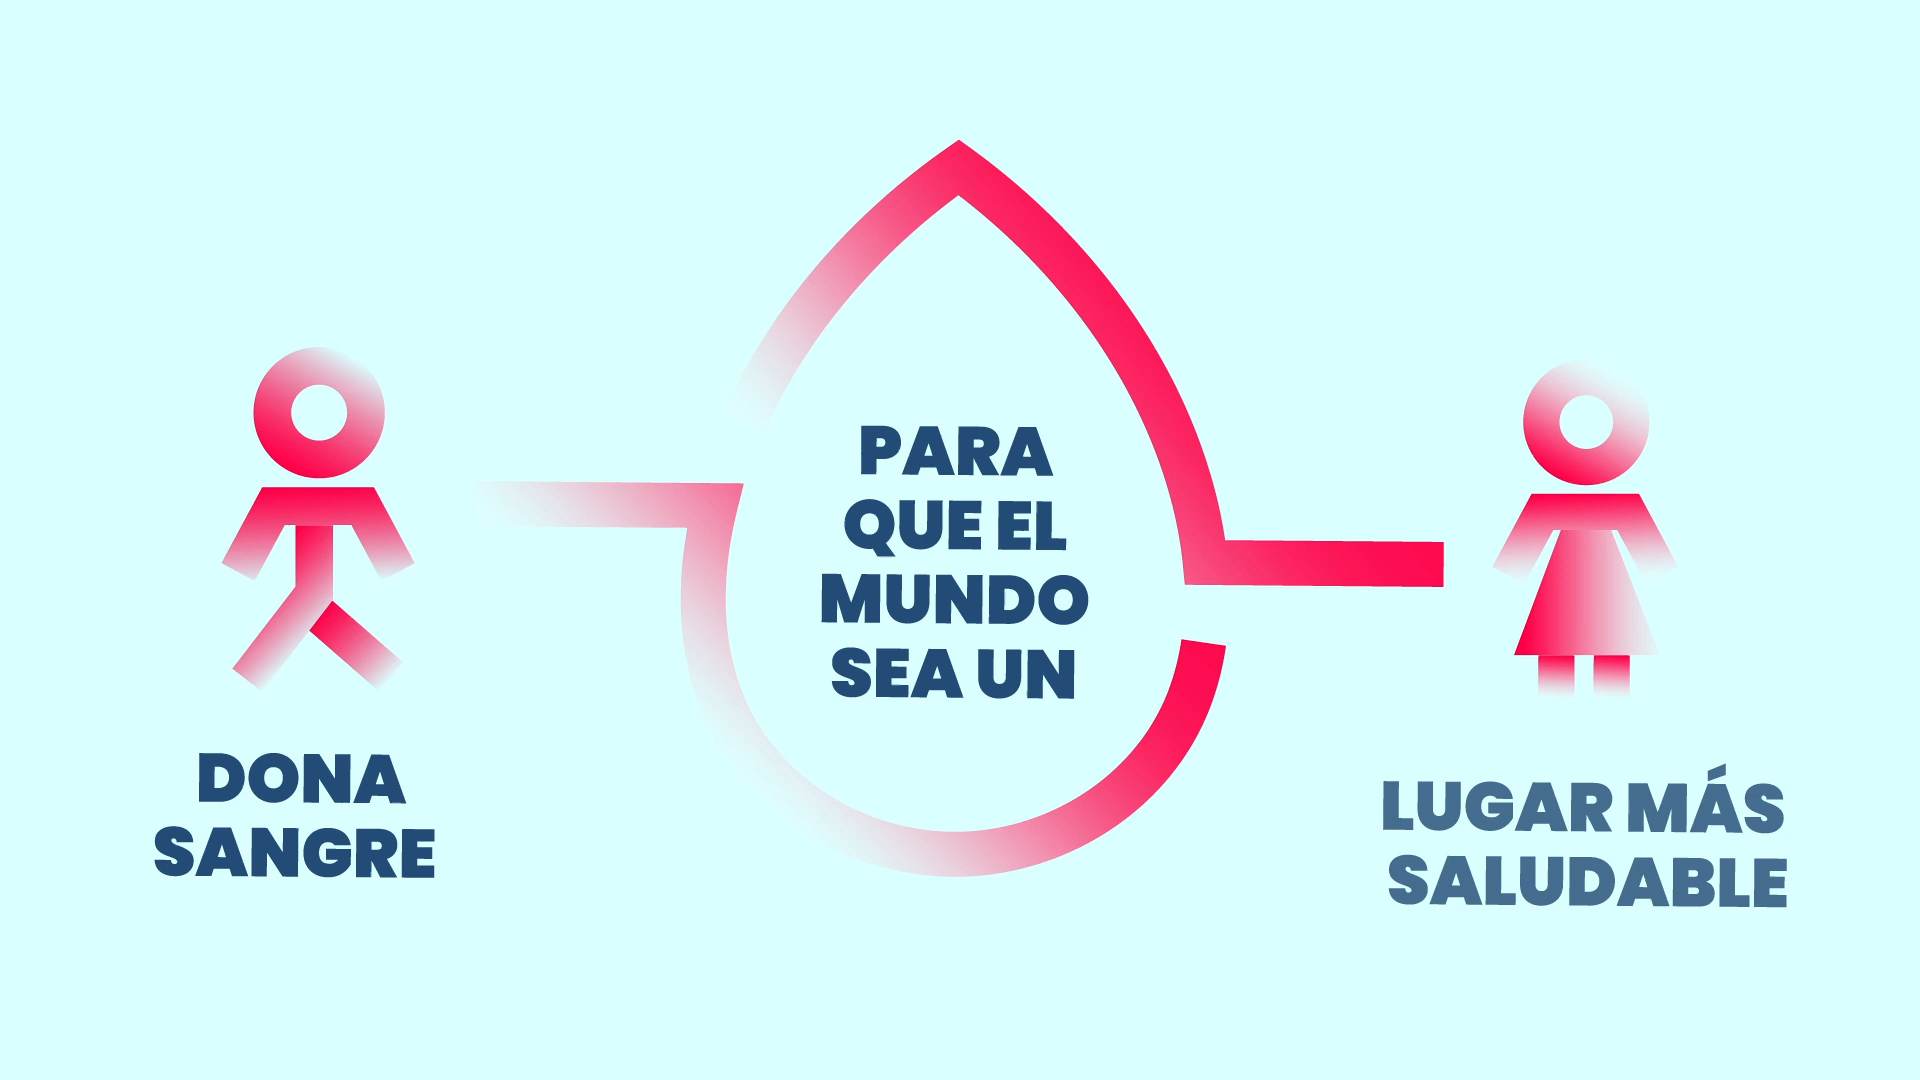 DONA
SANGRE
PARA
QUE EL
MUNDO
SEA UN
LUGAR MÁS
SALUDABLE